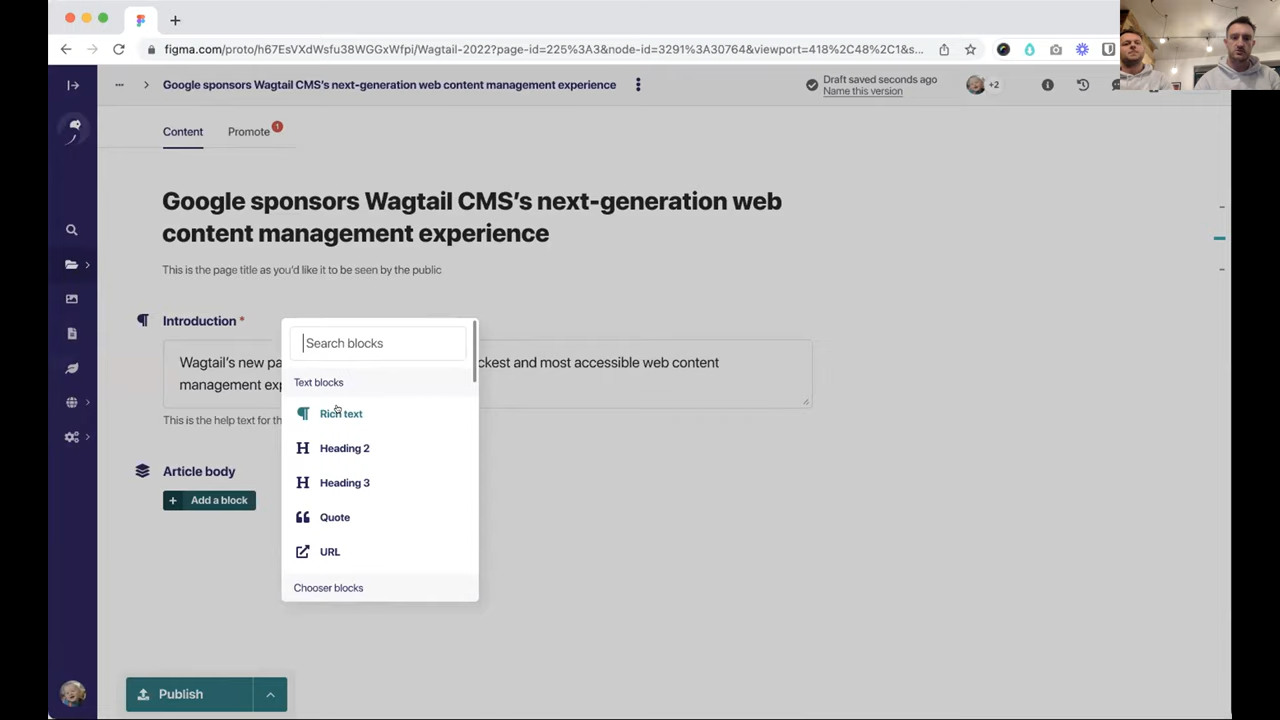 figma.com/proto/h67EsVXdWsfu38WGGxWfpi/Wagtail-2022?page-id=225%3A3&node-id=3291%3A30764&viewport=418%2C48%2C1&s...
Google sponsors Wagtail CMS's next-generation web content management experience
Draft saved seconds ago
Name this version
+2
Content
Promote
1
Google sponsors Wagtail CMS's next-generation web
content management experience
This is the page title as you'd like it to be seen by the public
Introduction *
Search blocks
Wagtail's new pa ckest and most accessible web content
management exp
Text blocks
Rich text
This is the help text for th
Heading 2
Article body
Heading 3
Add a block
Quote
URL
Chooser blocks
Publish